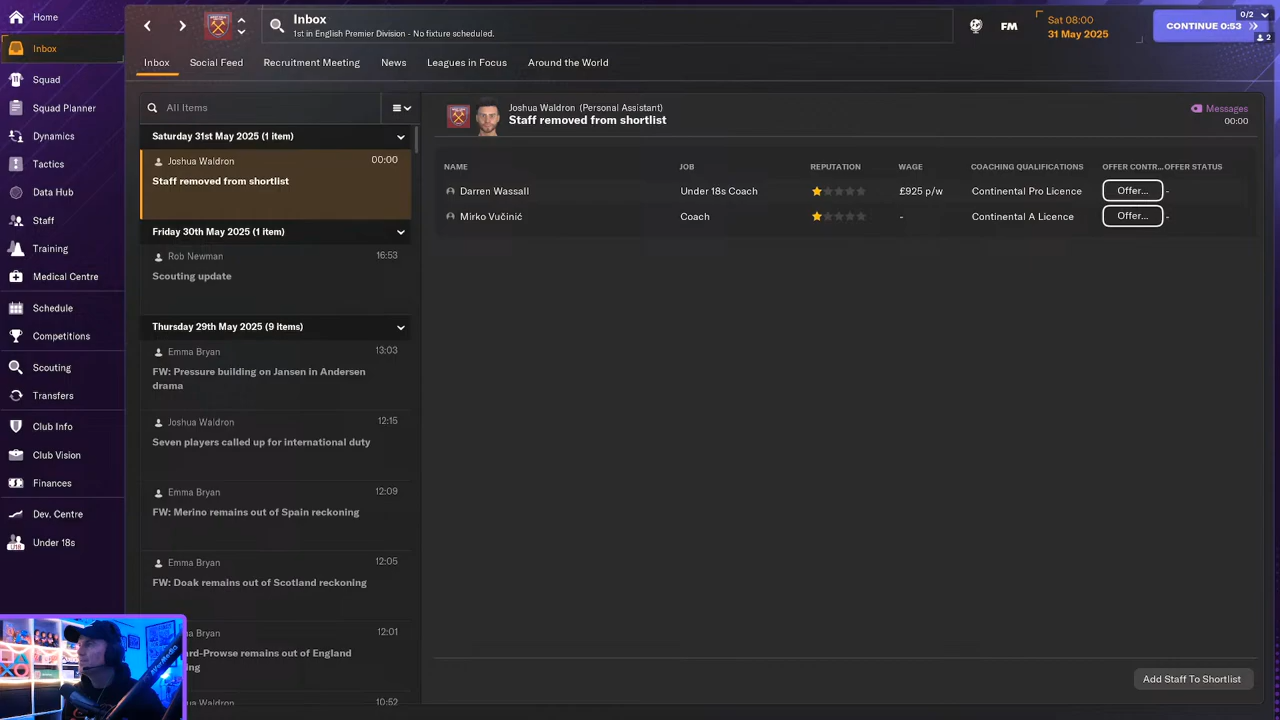 Home
Inbox
Squad
Squad Planner
Dynamics
Tactics
Data Hub
Staff
Training
Medical Centre
Schedule
Competitions
Scouting
Transfers
Club Info
Club Vision
Finances
Dev. Centre
Under 18s
Inbox
1st in English Premier Division - No fixture scheduled.
FM
Sat 08:00
31 May 2025
0/2
CONTINUE 0:53
2
Inbox
Social Feed
Recruitment Meeting
News
Leagues in Focus
Around the World
All Items
Saturday 31st May 2025 (1 item)
Joshua Waldron 00:00
Staff removed from shortlist
Friday 30th May 2025 (1 item)
Rob Newman 16:53
Scouting update
Thursday 29th May 2025 (9 items)
Emma Bryan 13:03
FW: Pressure building on Jansen in Andersen
drama
Joshua Waldron 12:15
Seven players called up for international duty
Emma Bryan 12:09
FW: Merino remains out of Spain reckoning
Emma Bryan 12:05
FW: Doak remains out of Scotland reckoning
Bryan 12:01
remains out of England
Waldron 10:52
Joshua Waldron (Personal Assistant)
Staff removed from shortlist
Messages
00:00
NAME JOB REPUTATION WAGE COACHING QUALIFICATIONS OFFER CONTR... OFFER STATUS
Darren Wassall Under 18s Coach £925 p/w Continental Pro Licence Offer... -
Mirko Vučinić Coach - Continental A Licence Offer... -
Add Staff To Shortlist